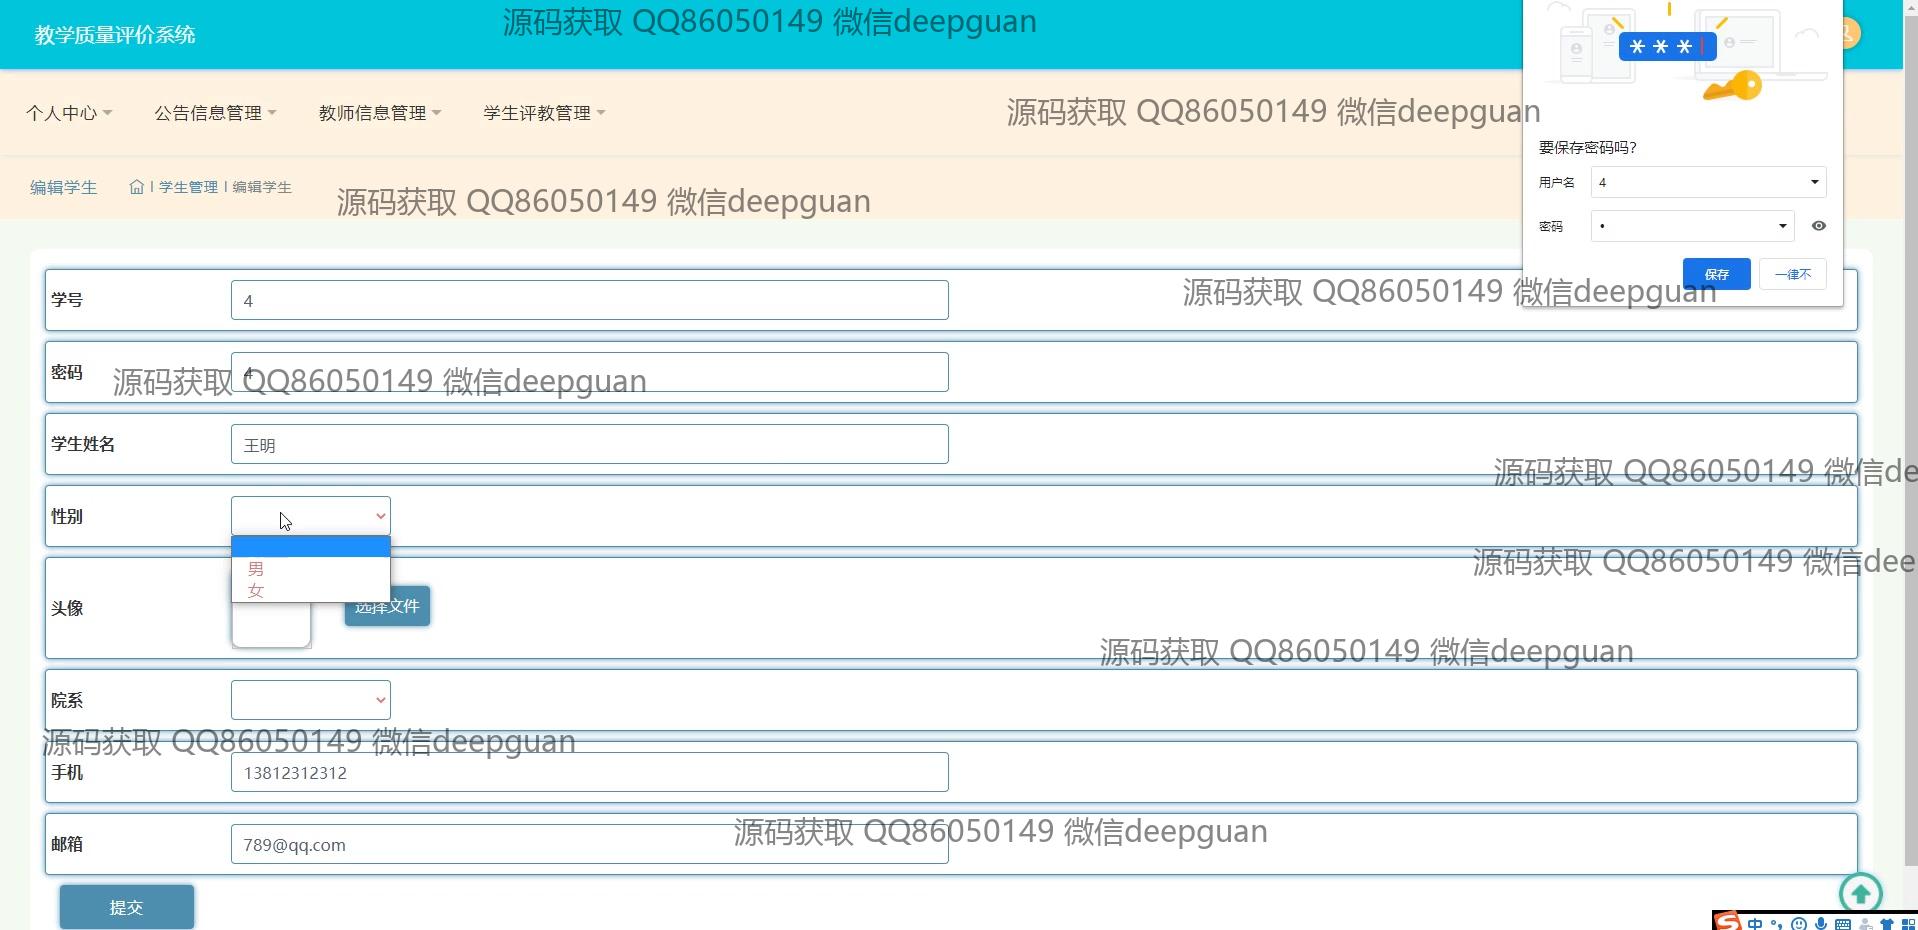 教学质量评价系统
源码获取 QQ86050149 微信deepguan
***
个人中心 公告信息管理 教师信息管理 学生评教管理
源码获取 QQ86050149 微信deepguan
要保存密码吗?
用户名 4
编辑学生 | 学生管理 | 编辑学生
源码获取 QQ86050149 微信deepguan
密码 •
保存 一律不
学号 4
源码获取 QQ86050149 微信deepguan
密码 4
源码获取 QQ86050149 微信deepguan
学生姓名 王明
源码获取 QQ86050149 微信de
性别
男
女
源码获取 QQ86050149 微信dee
头像 选择文件
源码获取 QQ86050149 微信deepguan
院系
源码获取 QQ86050149 微信deepguan
手机 13812312312
源码获取 QQ86050149 微信deepguan
邮箱 789@qq.com
提交
中